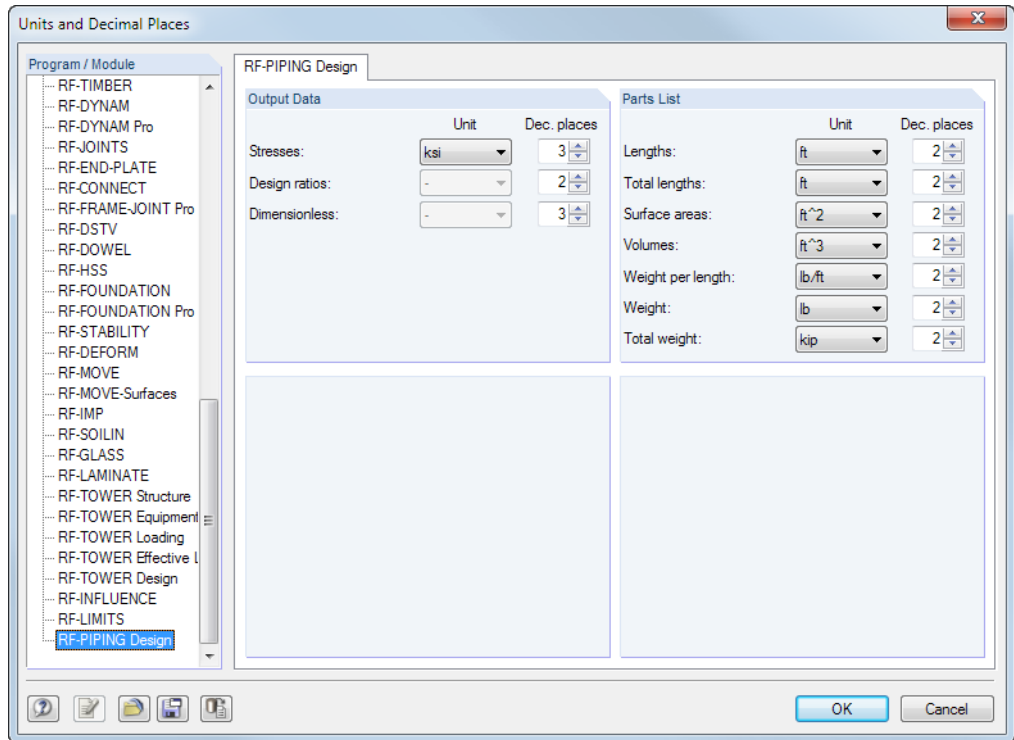 Units and Decimal Places
Program / Module
RF-TIMBER
RF-DYNAM
RF-DYNAM Pro
RF-JOINTS
RF-END-PLATE
RF-CONNECT
RF-FRAME-JOINT Pro
RF-DSTV
RF-DOWEL
RF-HSS
RF-FOUNDATION
RF-FOUNDATION Pro
RF-STABILITY
RF-DEFORM
RF-MOVE
RF-MOVE-Surfaces
RF-IMP
RF-SOILIN
RF-GLASS
RF-LAMINATE
RF-TOWER Structure
RF-TOWER Equipment
RF-TOWER Loading
RF-TOWER Effective L
RF-TOWER Design
RF-INFLUENCE
RF-LIMITS
RF-PIPING Design
RF-PIPING Design
Output Data
Unit Dec. places
Stresses: ksi 3
Design ratios: - 2
Dimensionless: - 3
Parts List
Unit Dec. places
Lengths: ft 2
Total lengths: ft 2
Surface areas: ft^2 2
Volumes: ft^3 2
Weight per length: lb/ft 2
Weight: lb 2
Total weight: kip 2
OK Cancel